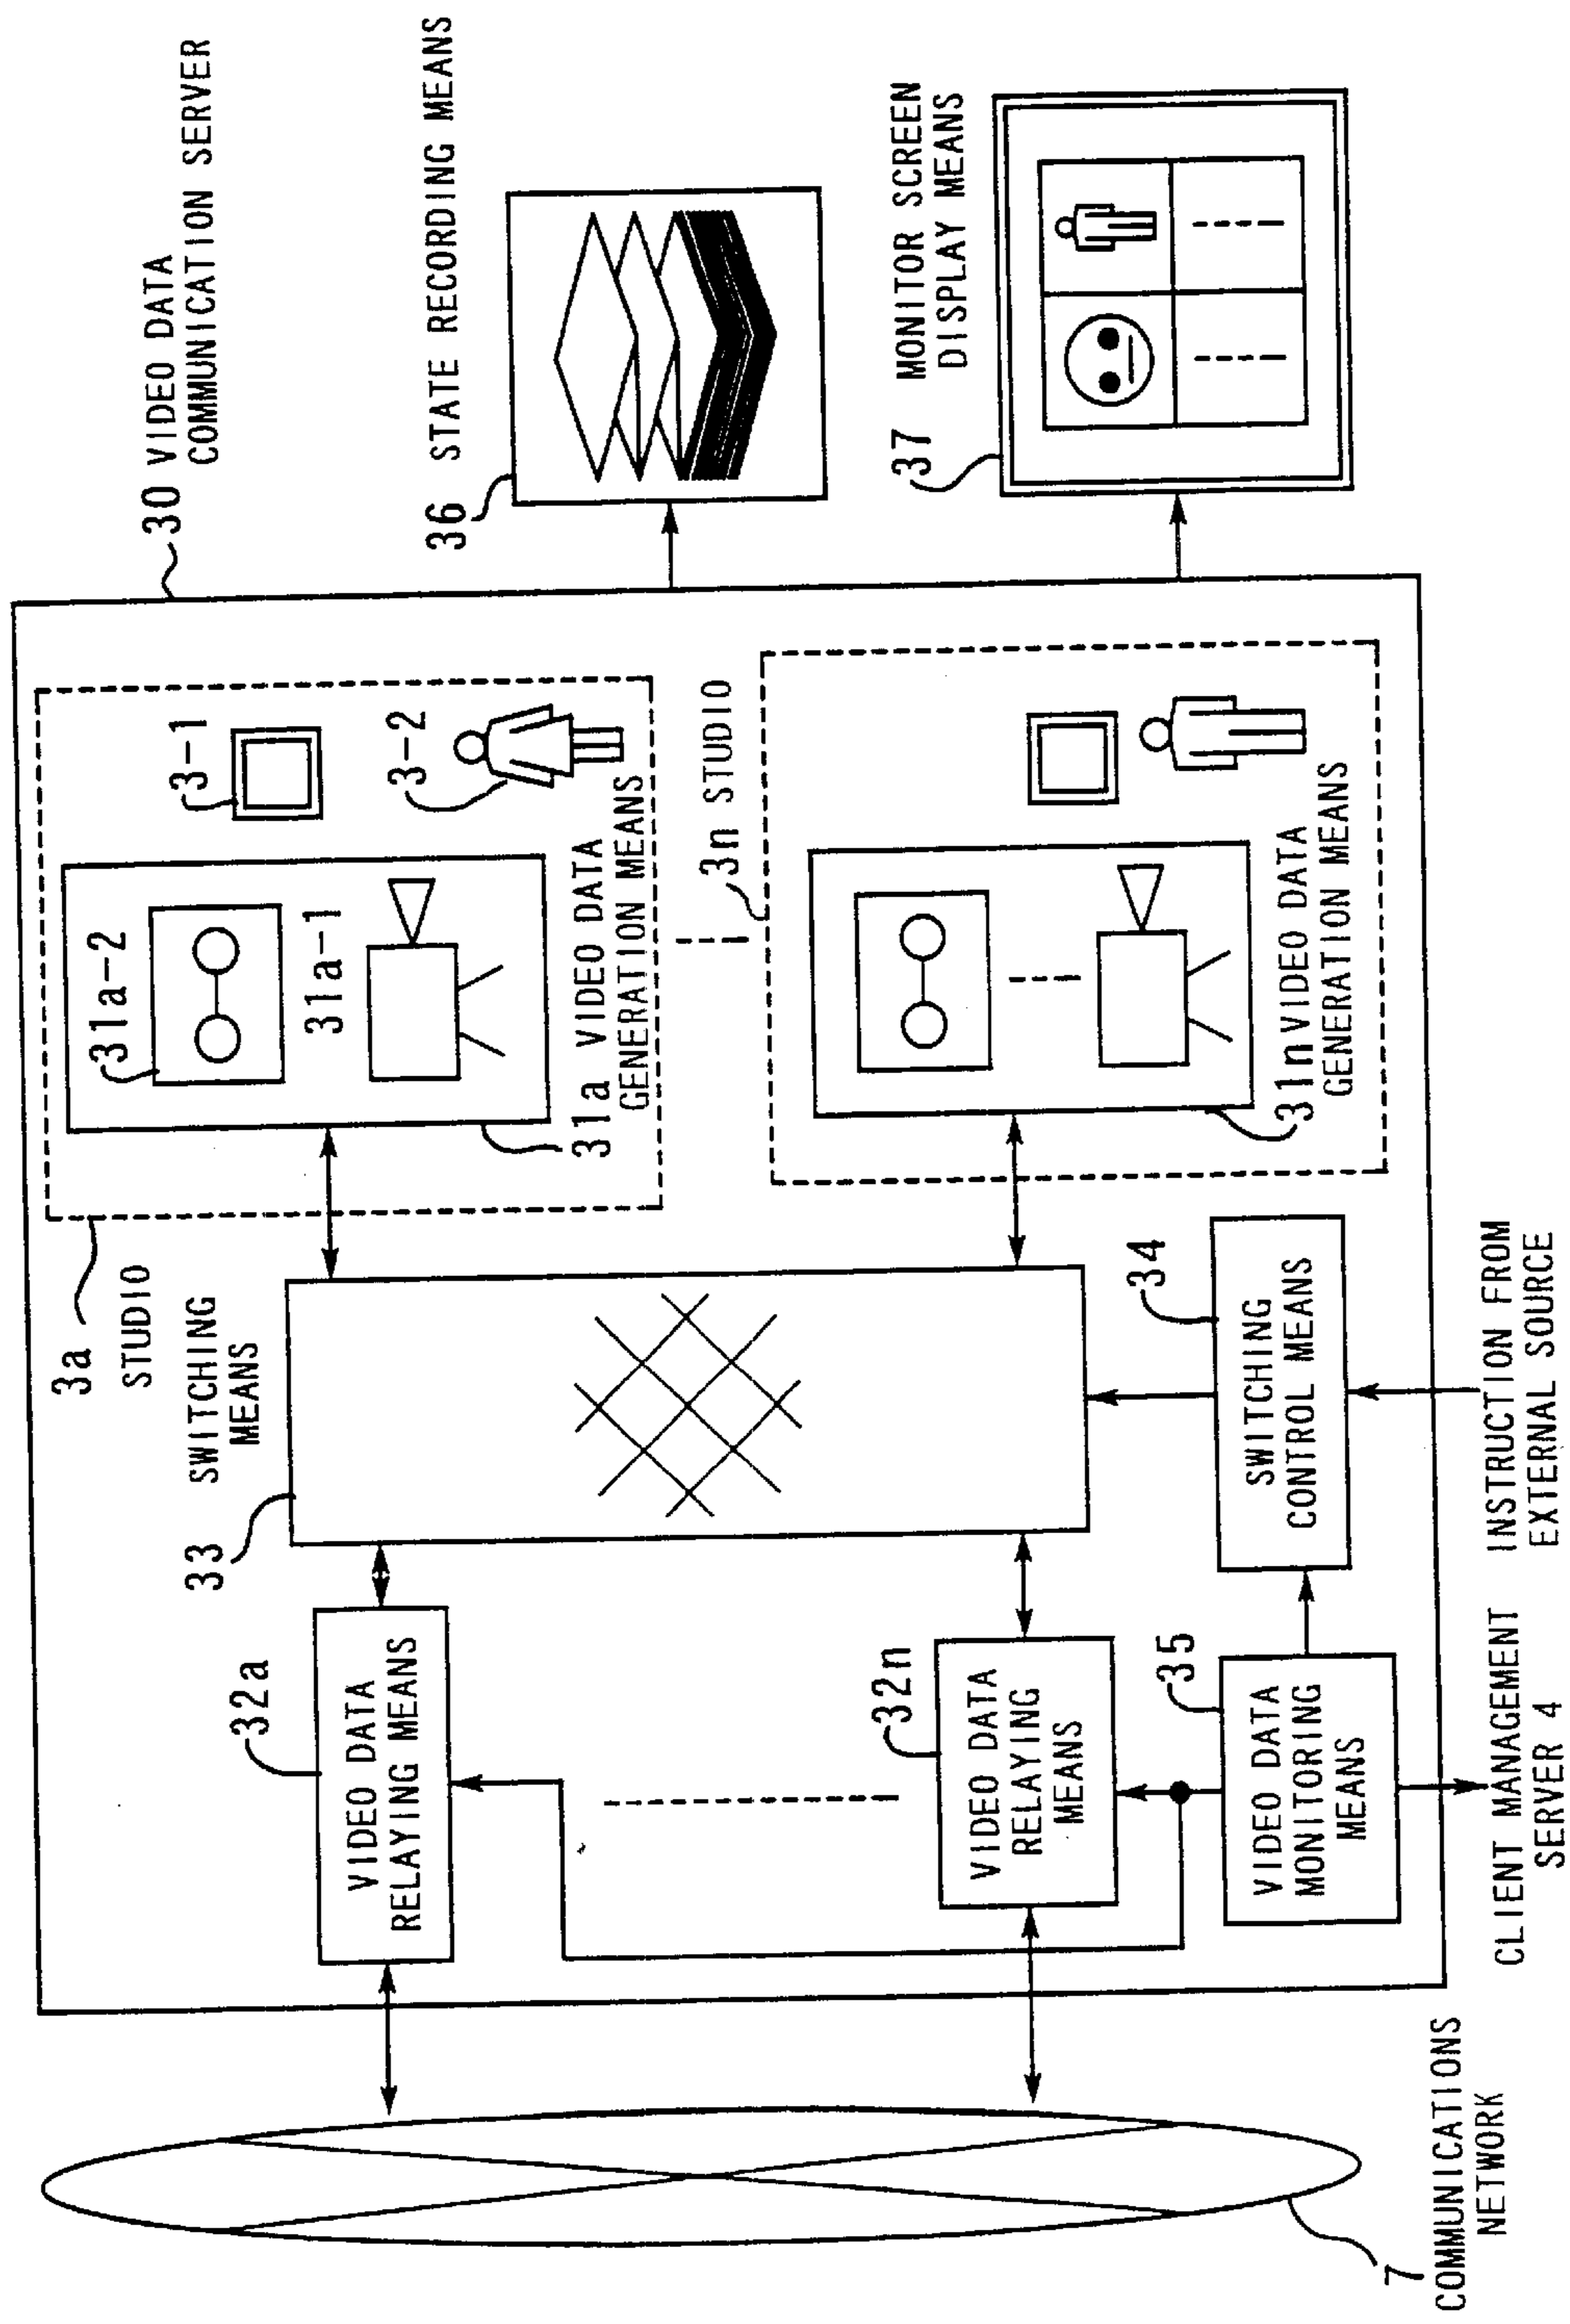 30 VIDEO DATA
COMMUNICATION SERVER
3a
STUDIO
31a-2
31a-1
3-1
3-2
31a VIDEO DATA
GENERATION MEANS
36 STATE RECORDING MEANS
SWITCHING
MEANS
33
32a
VIDEO DATA
RELAYING MEANS
3n STUDIO
37 MONITOR SCREEN
DISPLAY MEANS
32n
VIDEO DATA
RELAYING
MEANS
31n VIDEO DATA
GENERATION MEANS
35
VIDEO DATA
MONITORING
MEANS
34
SWITCHING
CONTROL MEANS
7
COMMUNICATIONS
NETWORK
CLIENT MANAGEMENT
SERVER 4
INSTRUCTION FROM
EXTERNAL SOURCE